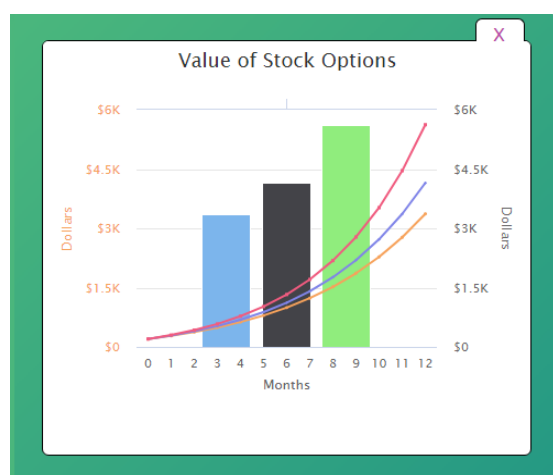 X
Value of Stock Options
$6K $6K
$4.5K $4.5K
Dollars Dollars
$3K $3K
$1.5K $1.5K
$0 $0
0 1 2 3 4 5 6 7 8 9 10 11 12
Months